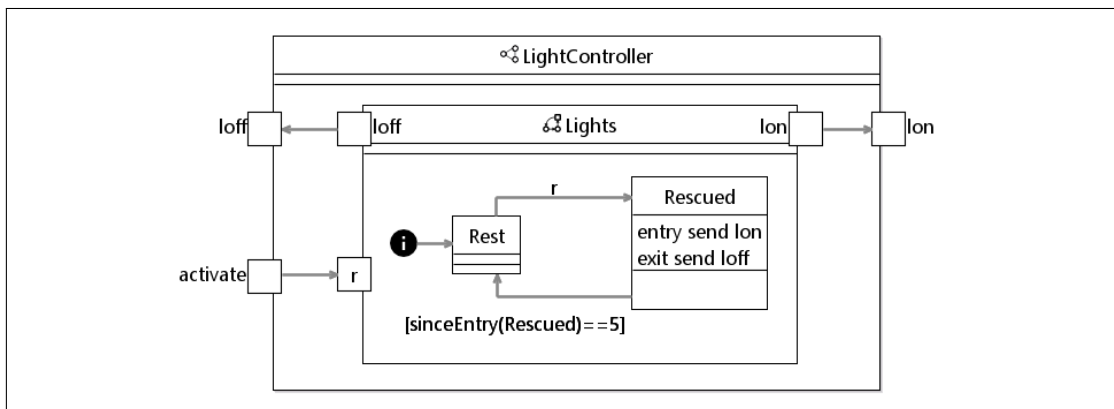 LightController
loff
loff
Lights
lon
lon
r
Rescued
entry send lon
exit send loff
i
Rest
activate
r
[sinceEntry(Rescued)==5]